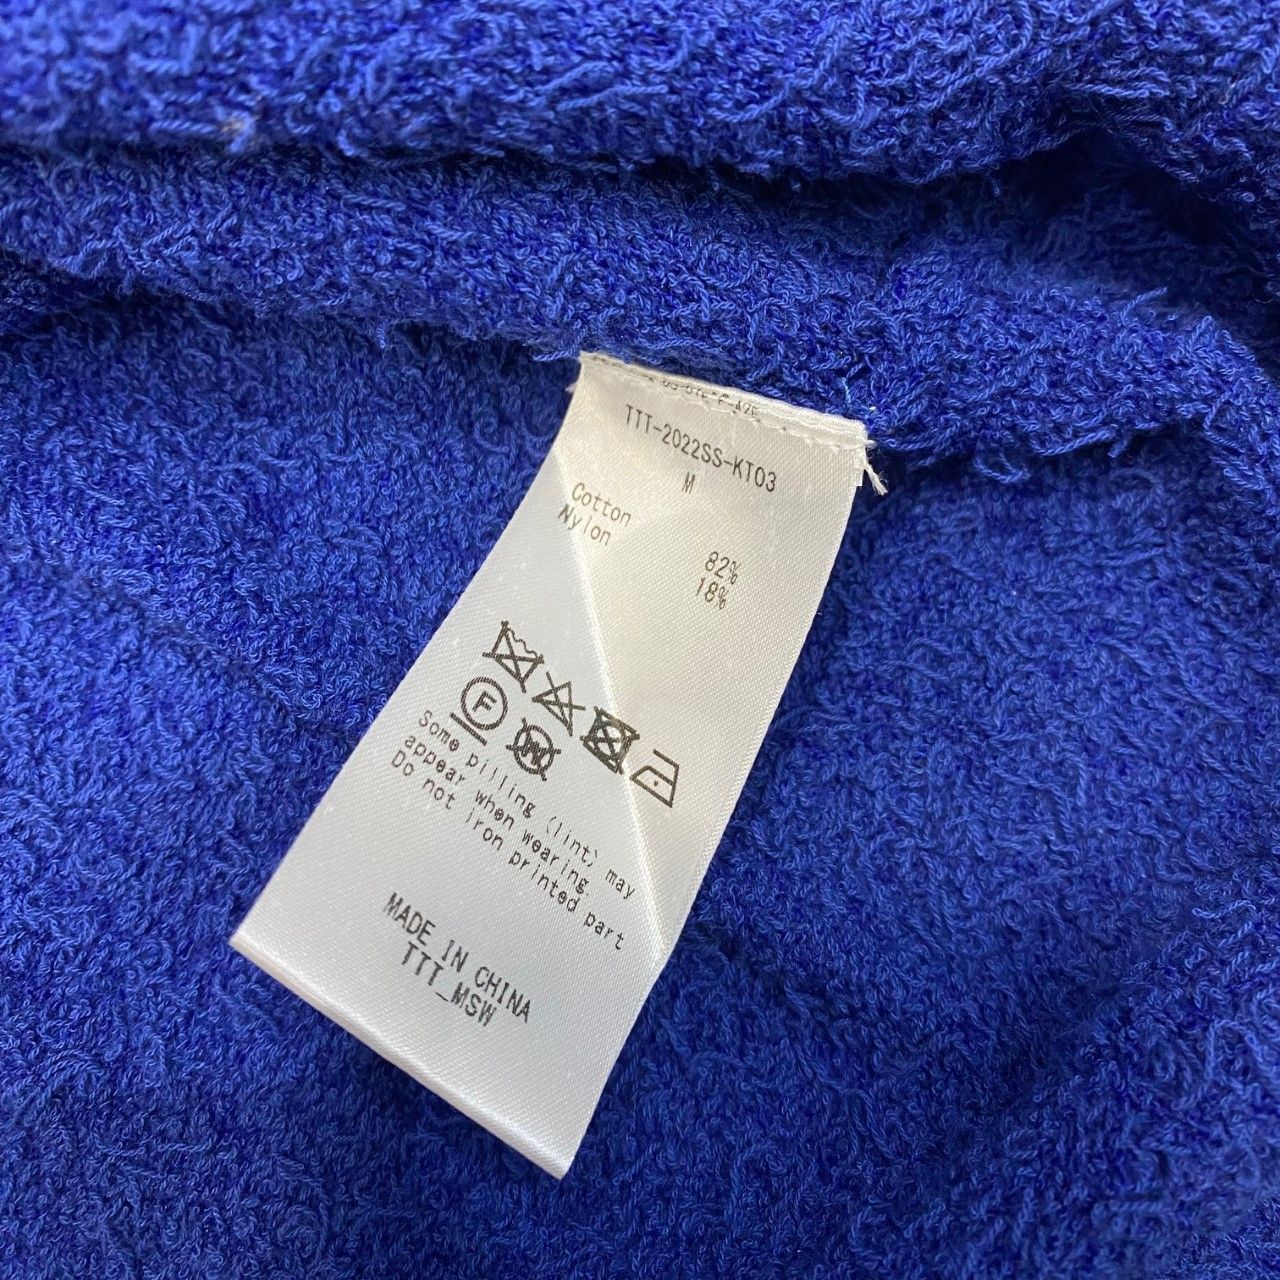 TTT-2022SS-KT03
M
Cotton 82%
Nylon 18%
F
W
Some pilling (lint) may
appear when wearing.
Do not iron printed part
MADE IN CHINA
TTT_MSW